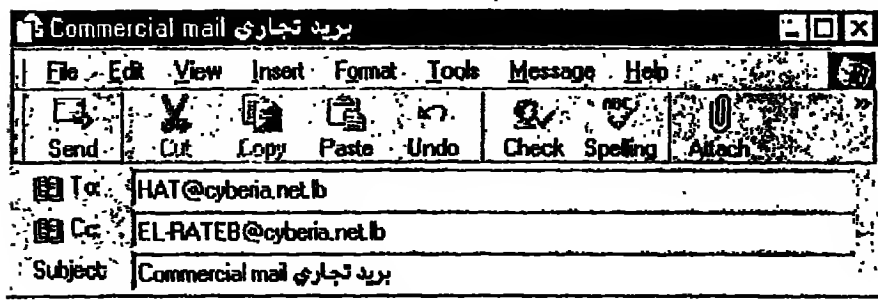 Commercial mail بريد تجاري
File Edit View Insert Format Tools Message Help
Send Cut Copy Paste Undo Check Spelling Attach »
To: HAT@cyberia.net.lb
Cc: EL-RATEB@cyberia.net.lb
Subject: Commercial mail بريد تجاري